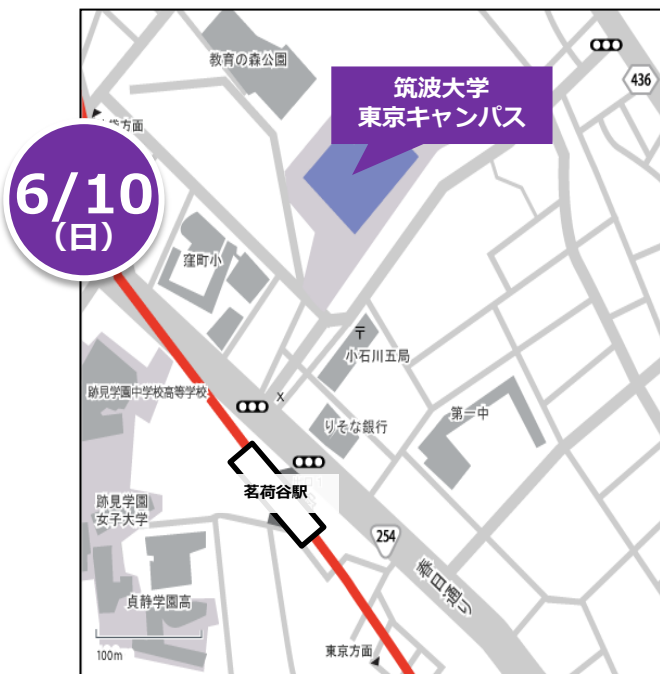 教育の森公園
筑波大学
東京キャンパス
436
6/10
(日)
窪町小
〒
小石川五局
跡見学園中学校高等学校
X
りそな銀行
第一中
茗荷谷駅
跡見学園
女子大学
254
春日通り
貞静学園高
東京方面
100m